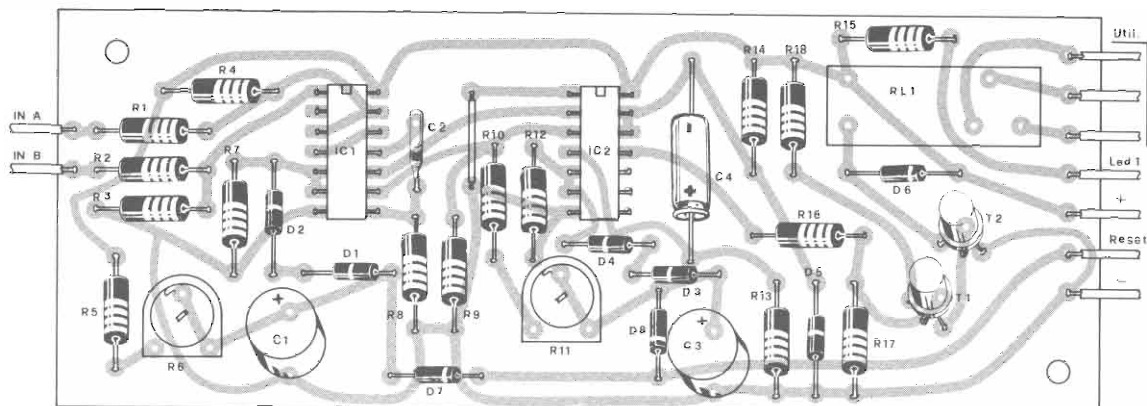 R15
Util.
R14
R18
R4
RL1
IN A
R1
C2
R10
R12
IC1
IC2
IN B
R2
R7
Led 1
C4
D6
R3
+
+
T2
R16
D2
D4
Reset
D1
D3
D5
–
R5
R13
T1
+
R8
R9
D8
+
C1
C3
R17
R6
R11
D7